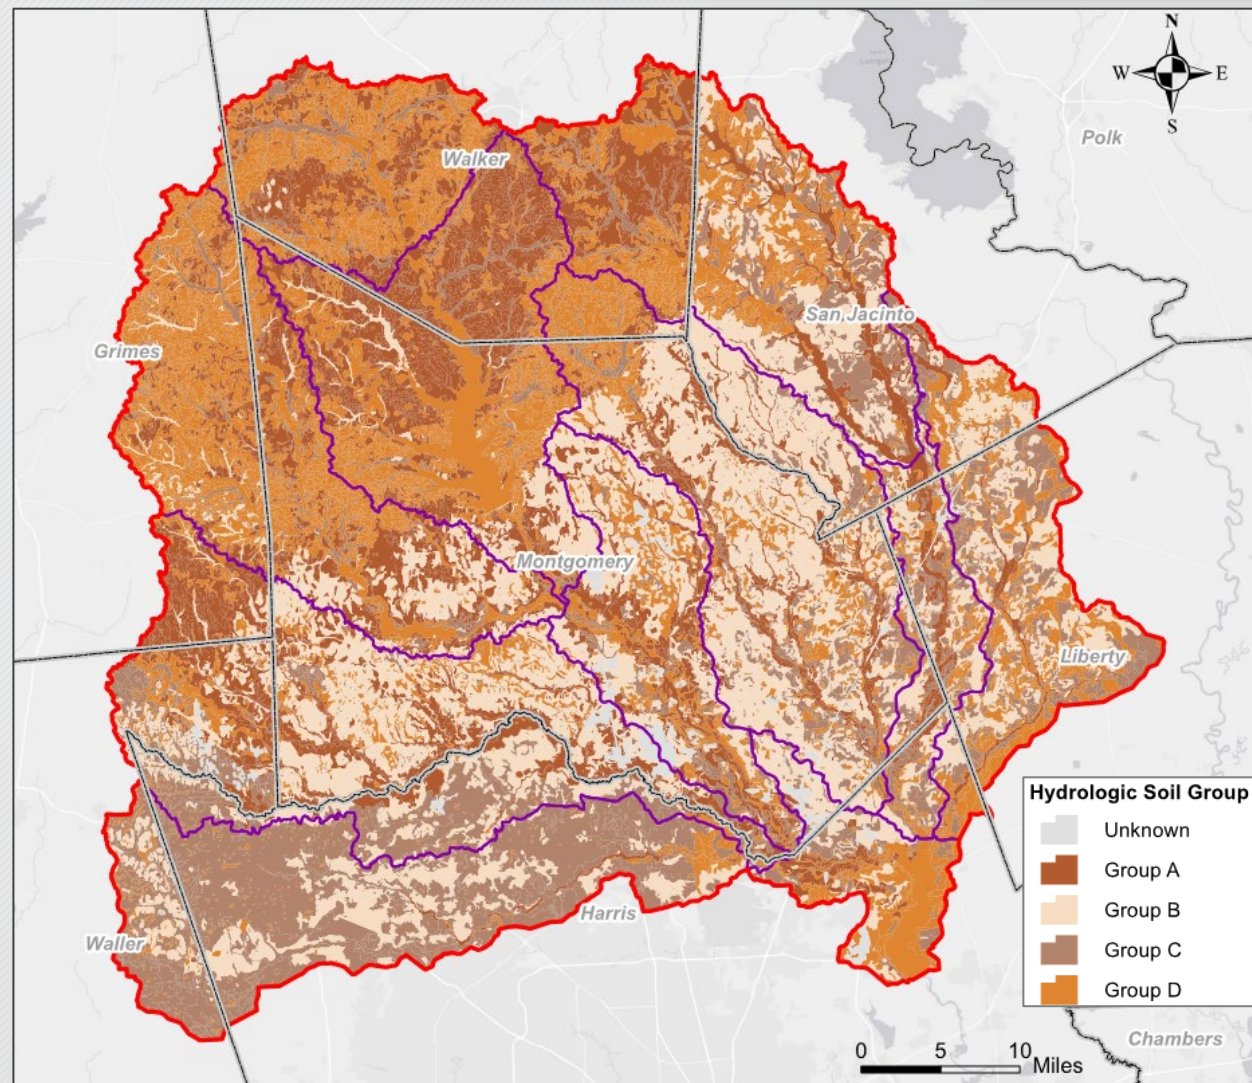 N
W E
S
Polk
Walker
San Jacinto
Grimes
Montgomery
Liberty
Harris
Waller
Chambers
Hydrologic Soil Group
Unknown
Group A
Group B
Group C
Group D
0 5 10 Miles